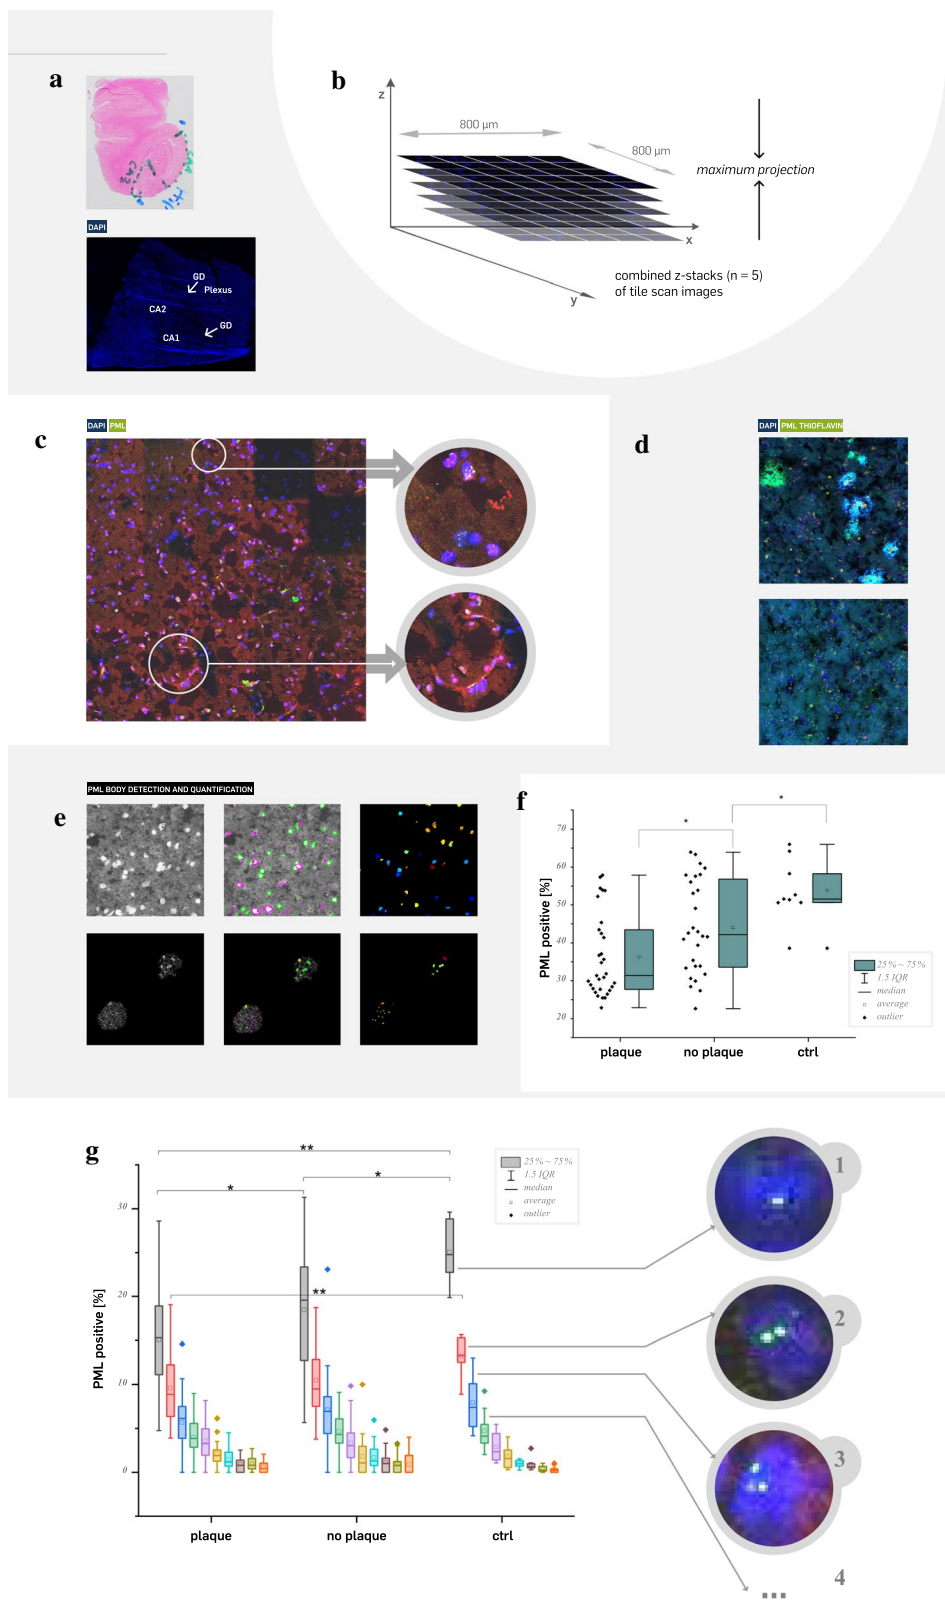 a
DAPI
GD
Plexus
CA2
GD
CA1
b
z
800 µm
800 µm
maximum projection
x
y
combined z-stacks (n = 5)
of tile scan images
c
DAPI PML
d
DAPI PML THIOFLAVIN
e
PML BODY DETECTION AND QUANTIFICATION
f
PML positive [%]
70
60
50
40
30
20
*
*
plaque
no plaque
ctrl
25%~75%
1.5 IQR
median
average
outlier
g
PML positive [%]
30
20
10
0
**
*
*
**
plaque
no plaque
ctrl
25%~75%
1.5 IQR
median
average
outlier
1
2
3
4
...